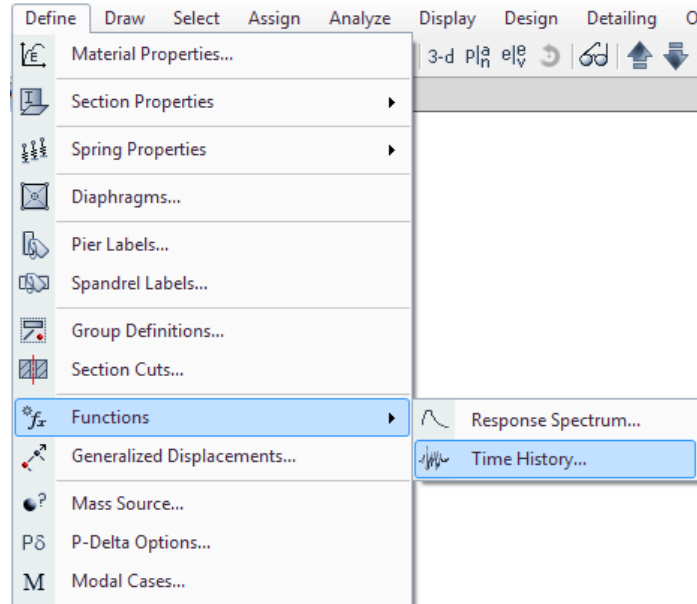 Define Draw Select Assign Analyze Display Design Detailing
3-d
Material Properties...
Section Properties
Spring Properties
Diaphragms...
Pier Labels...
Spandrel Labels...
Group Definitions...
Section Cuts...
Functions
Response Spectrum...
Generalized Displacements...
Time History...
Mass Source...
Pδ P-Delta Options...
M Modal Cases...